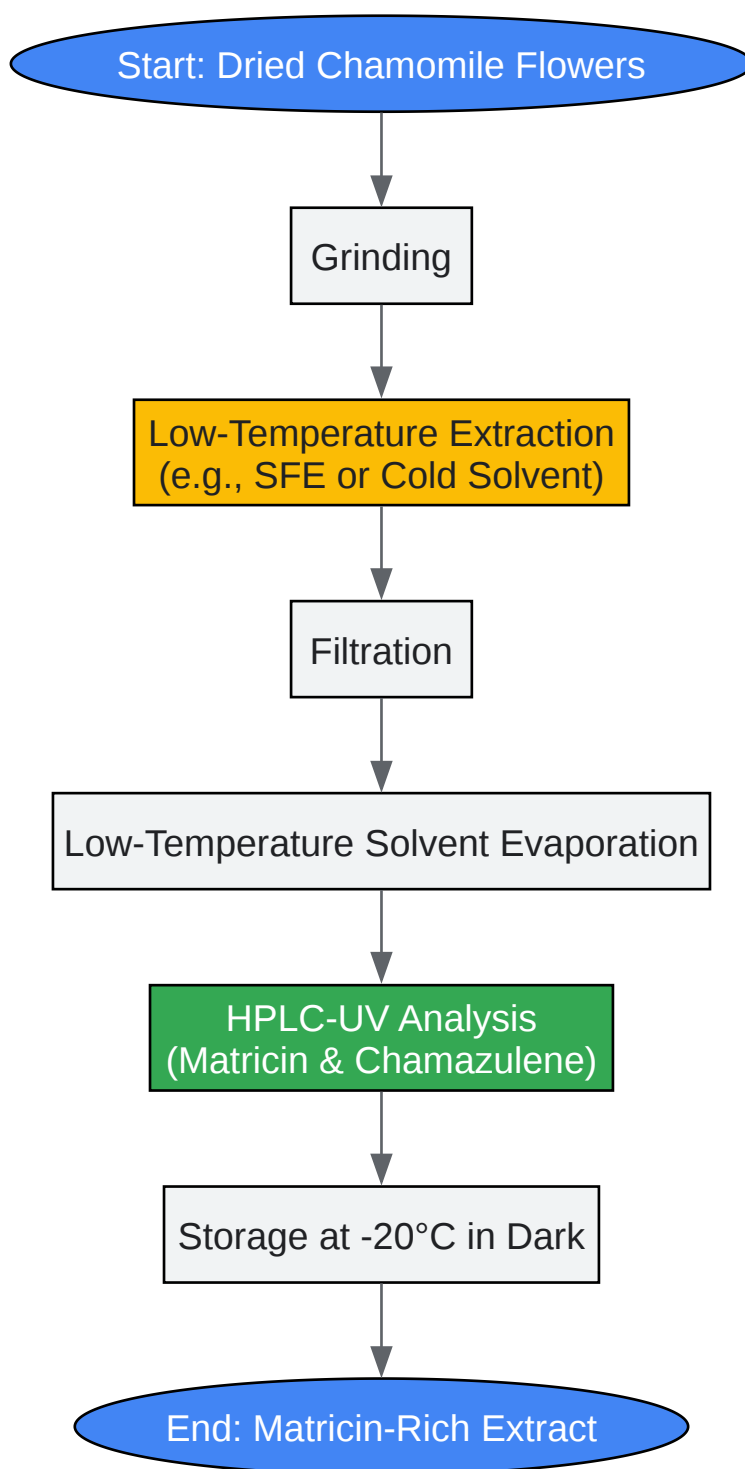 Start: Dried Chamomile Flowers
Grinding
Low-Temperature Extraction
(e.g., SFE or Cold Solvent)
Filtration
Low-Temperature Solvent Evaporation
HPLC-UV Analysis
(Matricin & Chamazulene)
Storage at -20°C in Dark
End: Matricin-Rich Extract